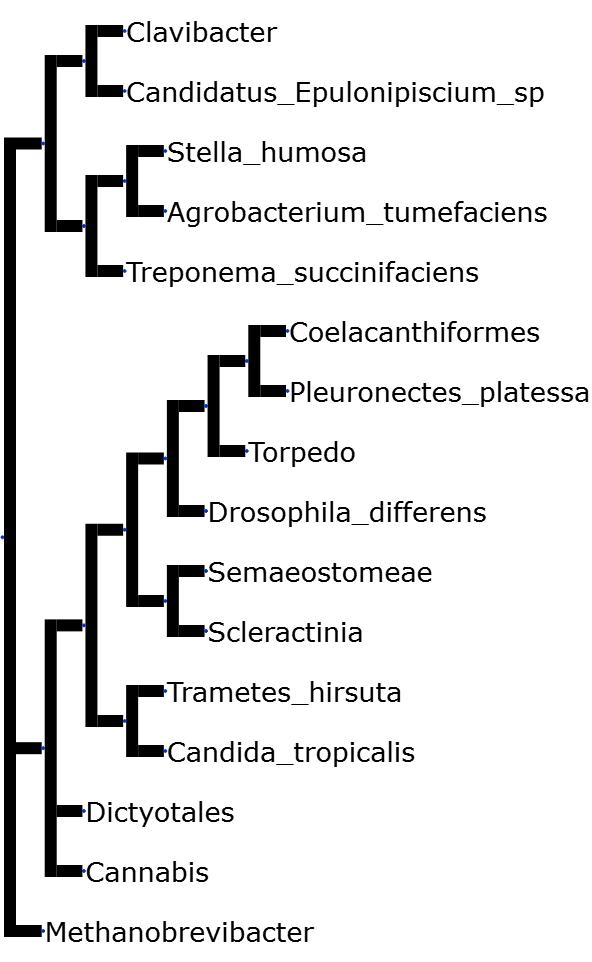 Clavibacter
Candidatus_Epulonipiscium_sp
Stella_humosa
Agrobacterium_tumefaciens
Treponema_succinifaciens
Coelacanthiformes
Pleuronectes_platessa
Torpedo
Drosophila_differens
Semaeostomeae
Scleractinia
Trametes_hirsuta
Candida_tropicalis
Dictyotales
Cannabis
Methanobrevibacter